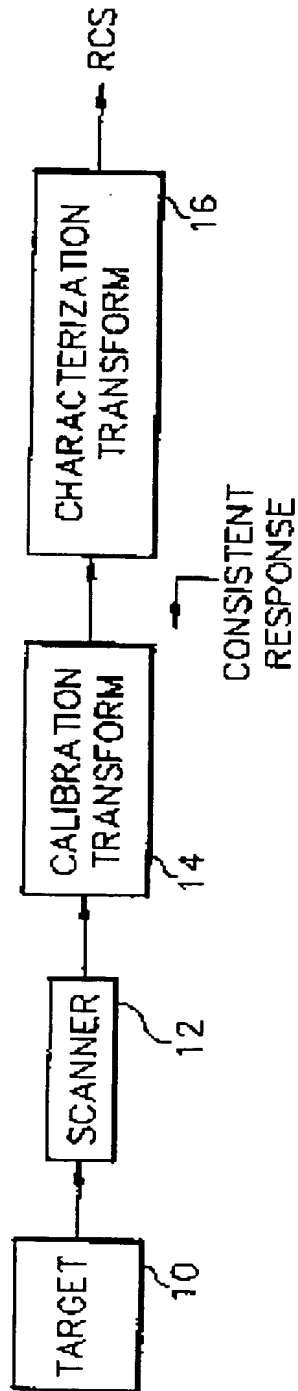 TARGET
10
SCANNER
12
CALIBRATION
TRANSFORM
14
CONSISTENT
RESPONSE
CHARACTERIZATION
TRANSFORM
16
RCS